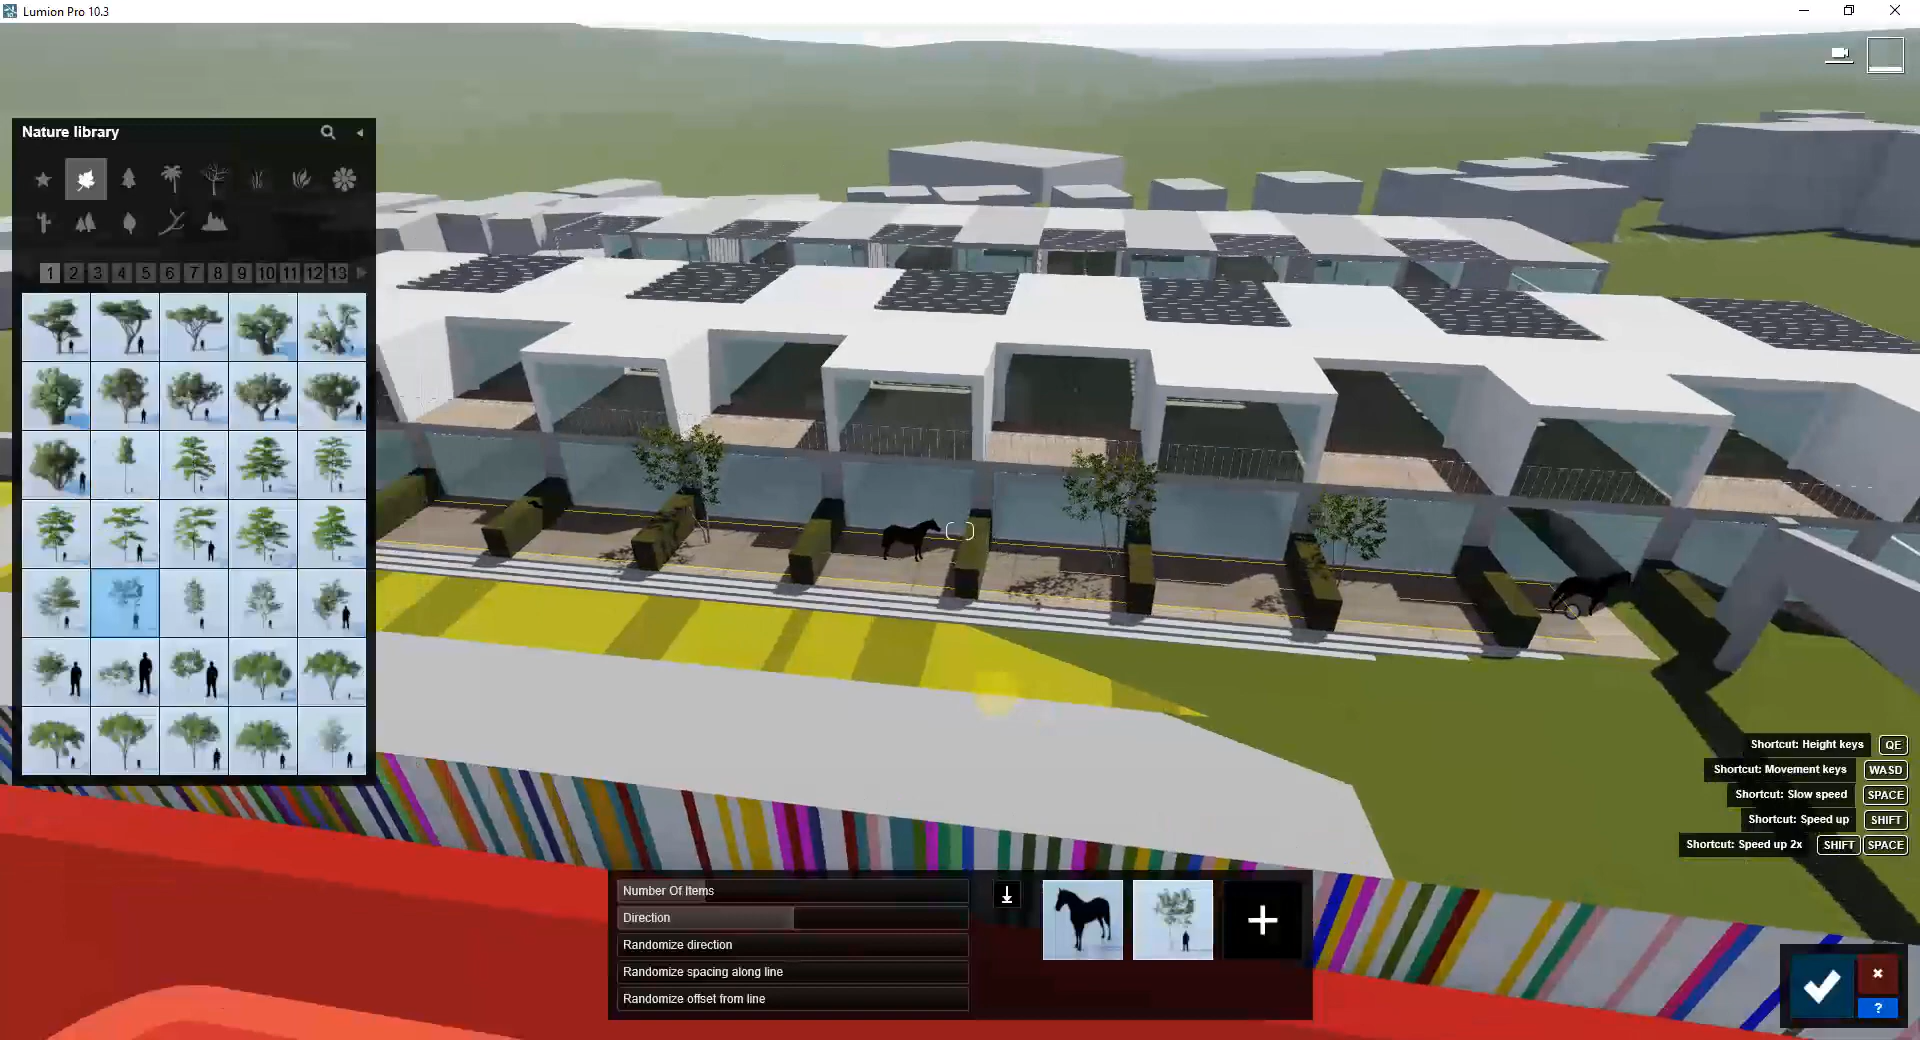 Lumion Pro 10.3
Nature library
1 2 3 4 5 6 7 8 9 10 11 12 13
Shortcut: Height keys QE
Shortcut: Movement keys WASD
Shortcut: Slow speed SPACE
Shortcut: Speed up SHIFT
Shortcut: Speed up 2x SHIFT SPACE
Number Of Items
Direction
Randomize direction
Randomize spacing along line
Randomize offset from line
?